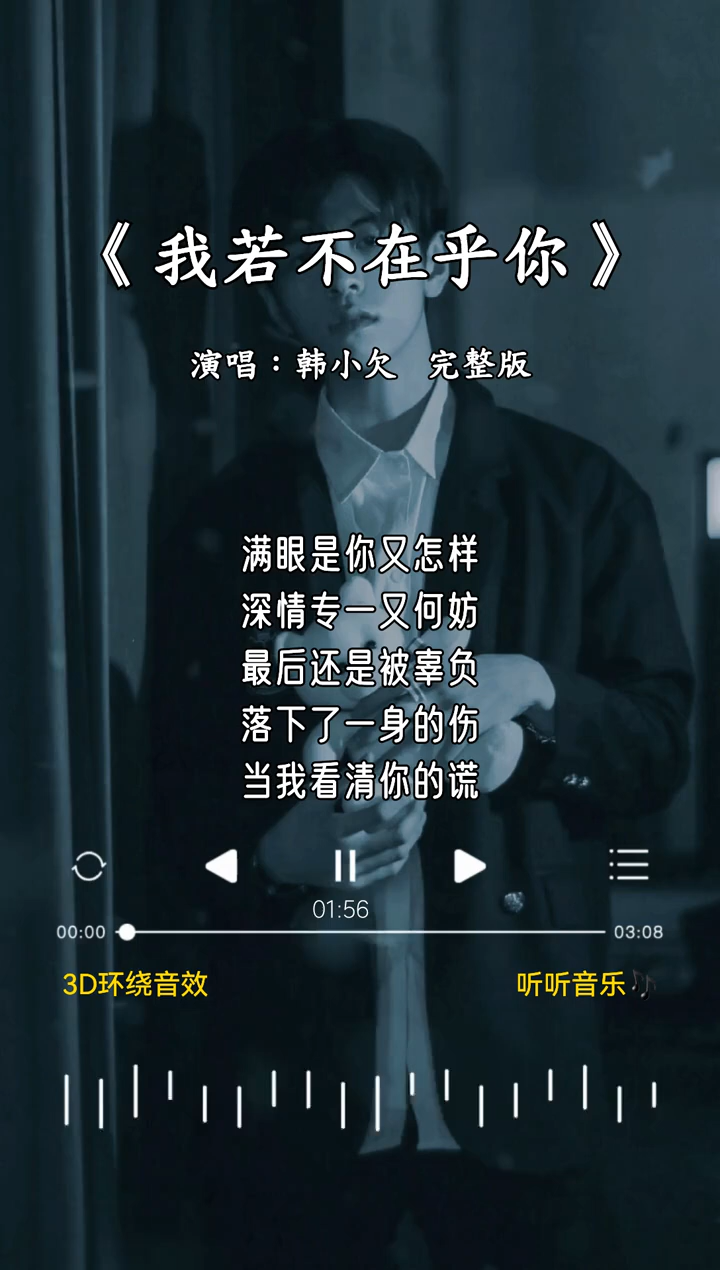 《我若不在乎你》
演唱：韩小欠 完整版
满眼是你又怎样
深情专一又何妨
最后还是被辜负
落下了一身的伤
当我看清你的谎
01:56
00:00 03:08
3D环绕音效 听听音乐🎶